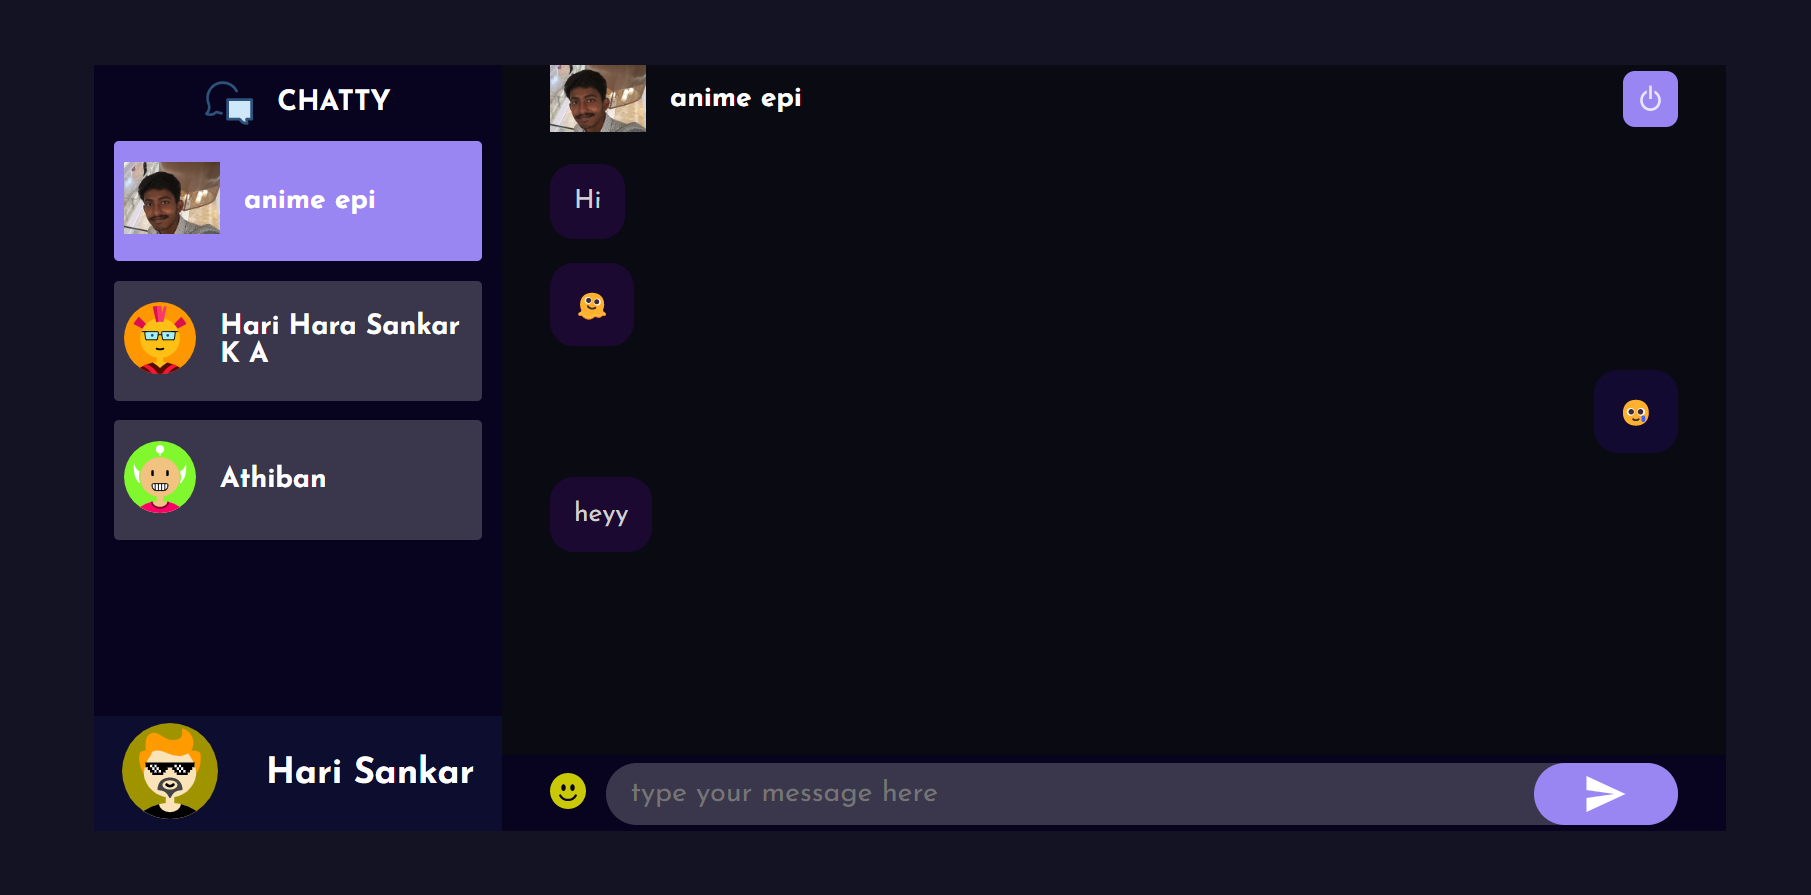 CHATTY
anime epi
Hari Hara Sankar
K A
Athiban
Hari Sankar
anime epi
Hi
heyy
type your message here